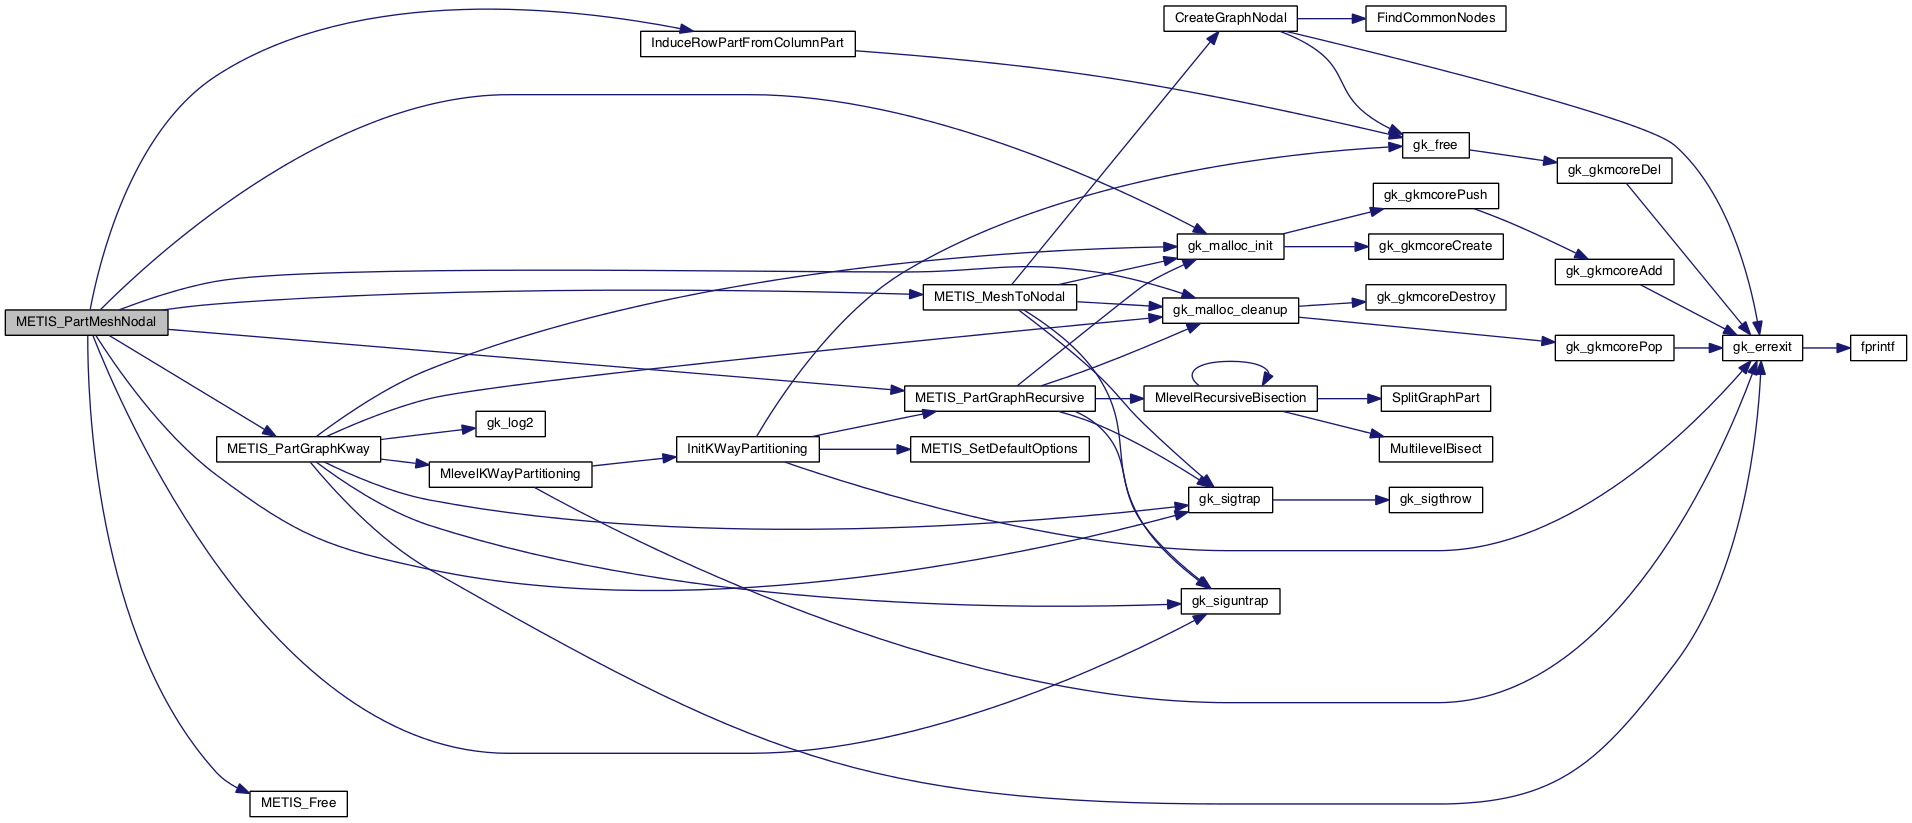 CreateGraphNodal
FindCommonNodes
InduceRowPartFromColumnPart
gk_free
gk_gkmcoreDel
gk_gkmcorePush
gk_malloc_init
gk_gkmcoreCreate
gk_gkmcoreAdd
METIS_MeshToNodal
gk_gkmcoreDestroy
gk_malloc_cleanup
METIS_PartMeshNodal
gk_gkmcorePop
gk_errexit
fprintf
METIS_PartGraphRecursive
MlevelRecursiveBisection
SplitGraphPart
gk_log2
METIS_PartGraphKway
InitKWayPartitioning
METIS_SetDefaultOptions
MultilevelBisect
MlevelKWayPartitioning
gk_sigtrap
gk_sigthrow
gk_siguntrap
METIS_Free